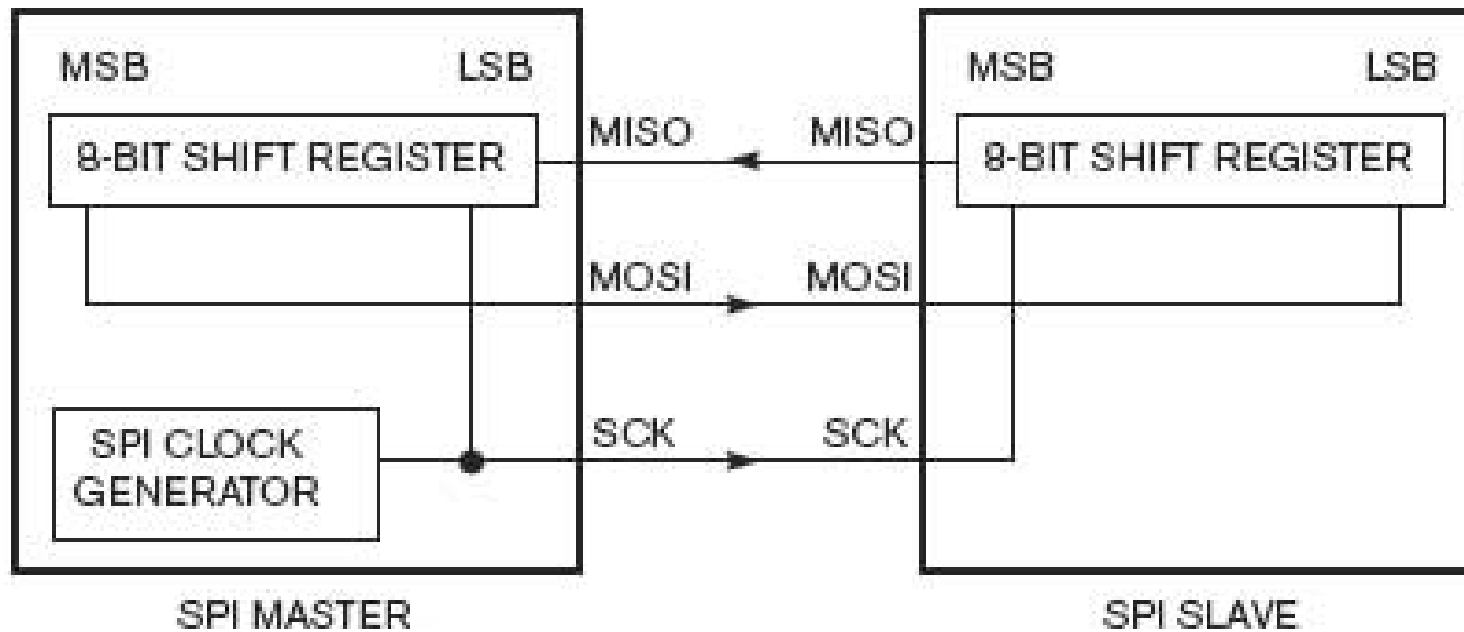 MSB LSB
8-BIT SHIFT REGISTER
MISO
MOSI
SCK
SPI CLOCK
GENERATOR
SPI MASTER
MSB LSB
8-BIT SHIFT REGISTER
MISO
MOSI
SCK
SPI SLAVE